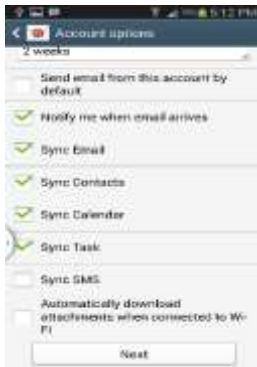 5:12 PM
Account options
2 weeks
Send email from this account by
default
Notify me when email arrives
Sync Email
Sync Contacts
Sync Calendar
Sync Task
Sync SMS
Automatically download
attachments when connected to Wi-
Fi
Next